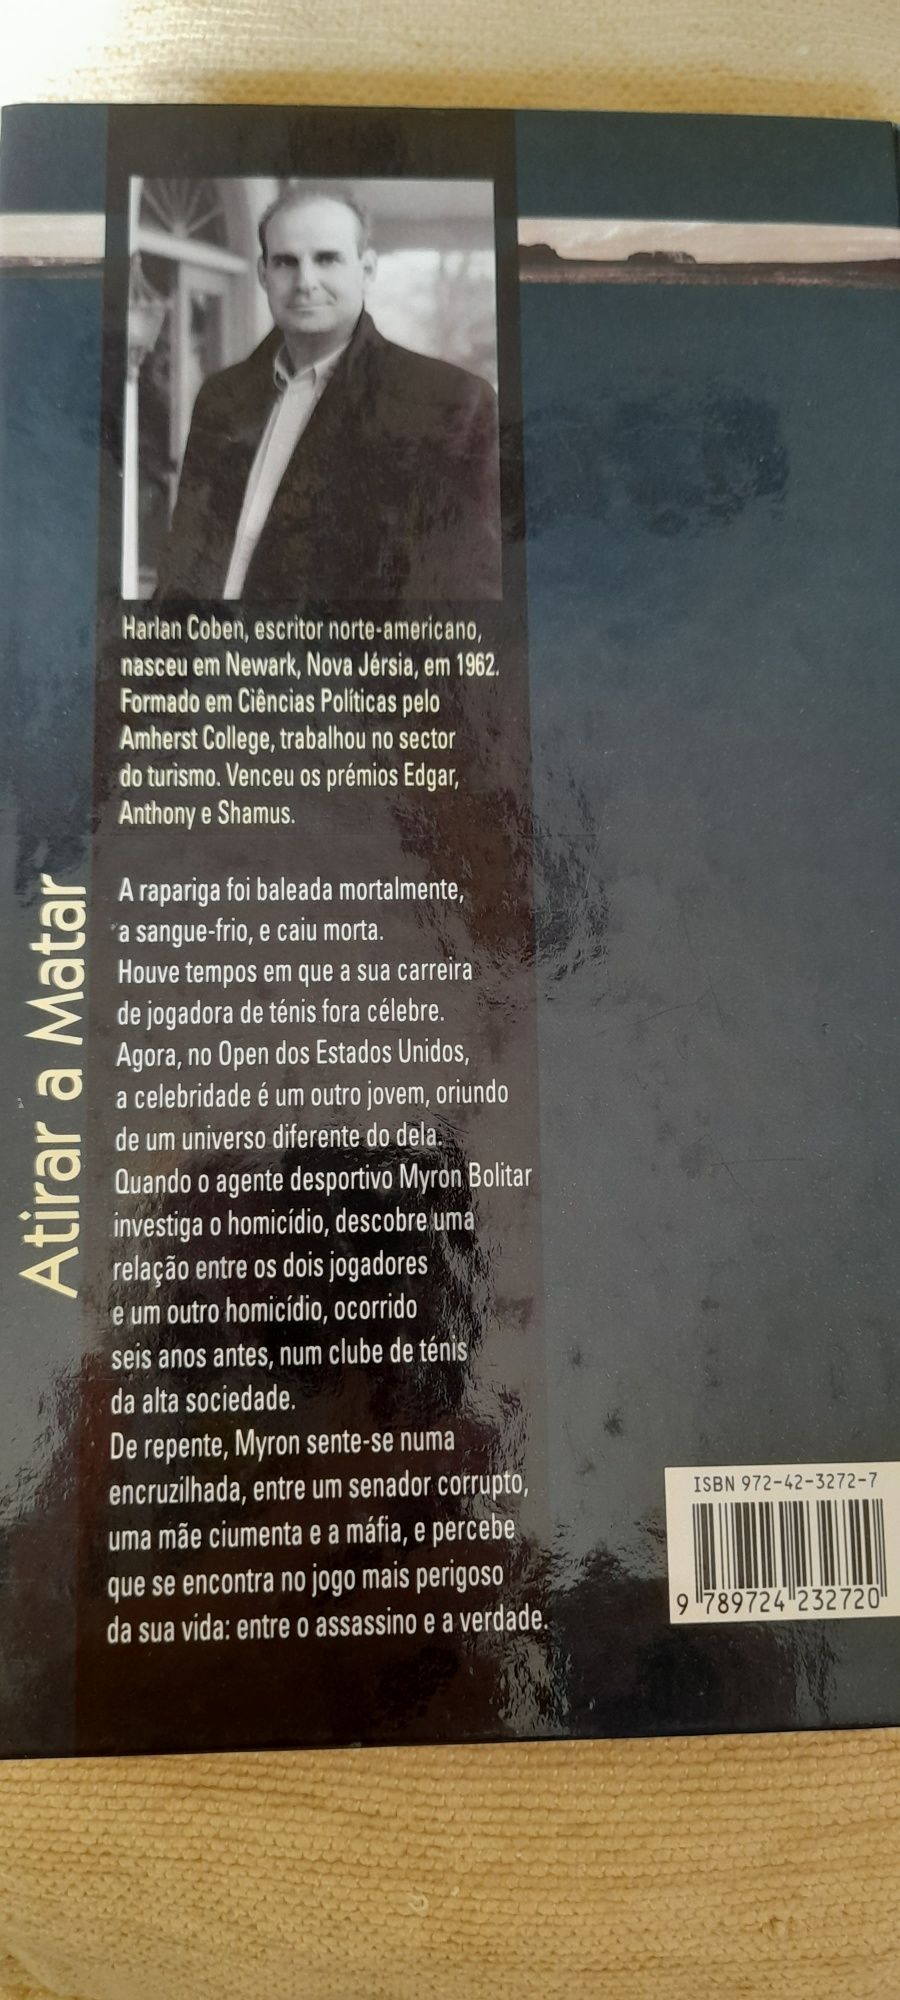 Atirar a Matar
Harlan Coben, escritor norte-americano,
nasceu em Newark, Nova Jérsia, em 1962.
Formado em Ciências Políticas pelo
Amherst College, trabalhou no sector
do turismo. Venceu os prémios Edgar,
Anthony e Shamus.
A rapariga foi baleada mortalmente,
a sangue-frio, e caiu morta.
Houve tempos em que a sua carreira
de jogadora de ténis fora célebre.
Agora, no Open dos Estados Unidos,
a celebridade é um outro jovem, oriundo
de um universo diferente do dela.
Quando o agente desportivo Myron Bolitar
investiga o homicídio, descobre uma
relação entre os dois jogadores
e um outro homicídio, ocorrido
seis anos antes, num clube de ténis
da alta sociedade.
De repente, Myron sente-se numa
encruzilhada, entre um senador corrupto,
uma mãe ciumenta e a máfia, e percebe
que se encontra no jogo mais perigoso
da sua vida: entre o assassino e a verdade.
ISBN 972-42-3272-7
9 789724 232720